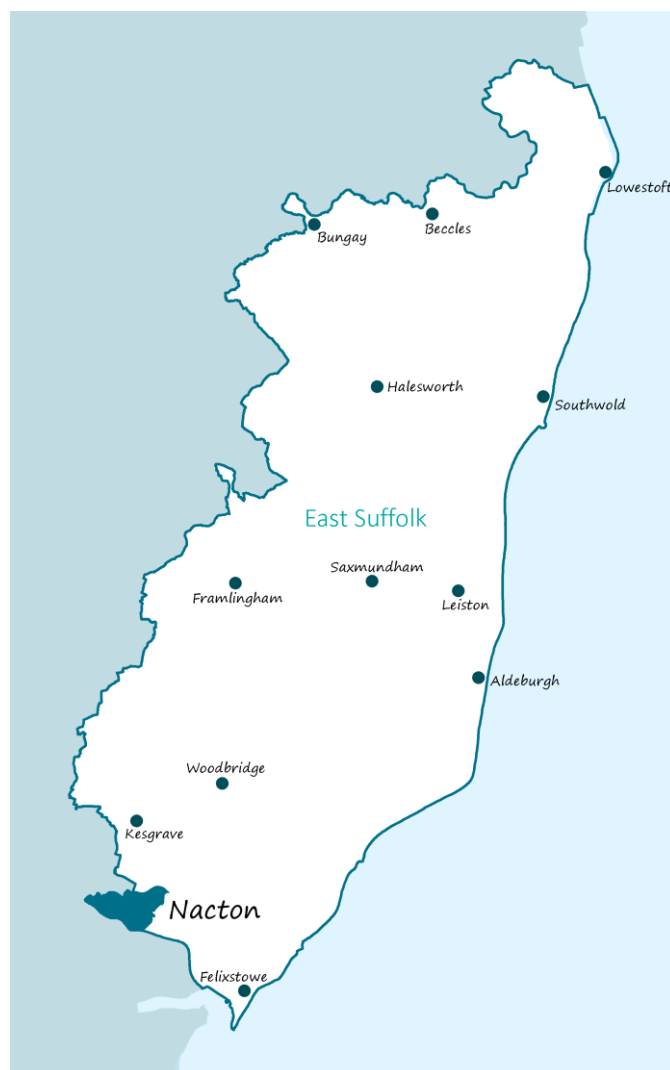 Lowestoft
Beccles
Bungay
Halesworth
Southwold
East Suffolk
Saxmundham
Framlingham
Leiston
Aldeburgh
Woodbridge
Kesgrave
Nacton
Felixstowe